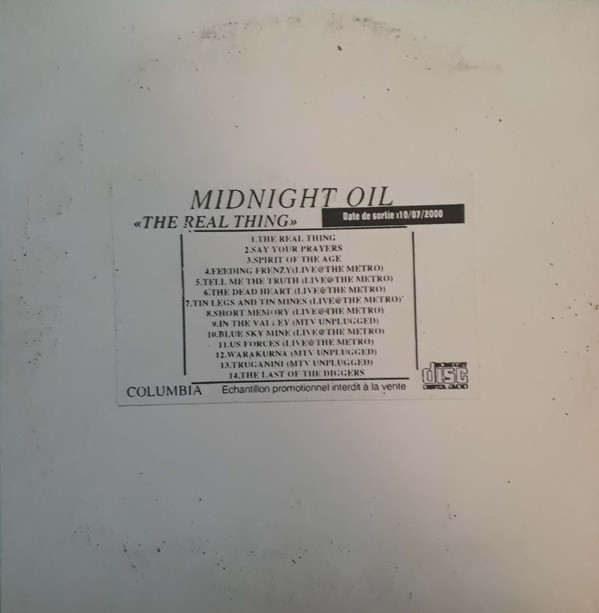 MIDNIGHT OIL
Date de sortie :10/07/2000
«THE REAL THING»
1.THE REAL THING
2.SAY YOUR PRAYERS
3.SPIRIT OF THE AGE
4.FEEDING FRENZY(LIVE@THE METRO)
5.TELL ME THE TRUTH (LIVE@THE METRO)
6.THE DEAD HEART (LIVE@THE METRO)
7.TIN LEGS AND TIN MINES (LIVE@THE METRO)
8.SHORT MEMORY (LIVE@THE METRO)
9.IN THE VALLEY (MTV UNPLUGGED)
10.BLUE SKY MINE (LIVE@THE METRO)
11.US FORCES (LIVE@THE METRO)
12.WARAKURNA (MTV UNPLUGGED)
13.TRUGANINI (MTV UNPLUGGED)
14.THE LAST OF THE DIGGERS
COLUMBIA Echantillon promotionnel interdit à la vente
disc